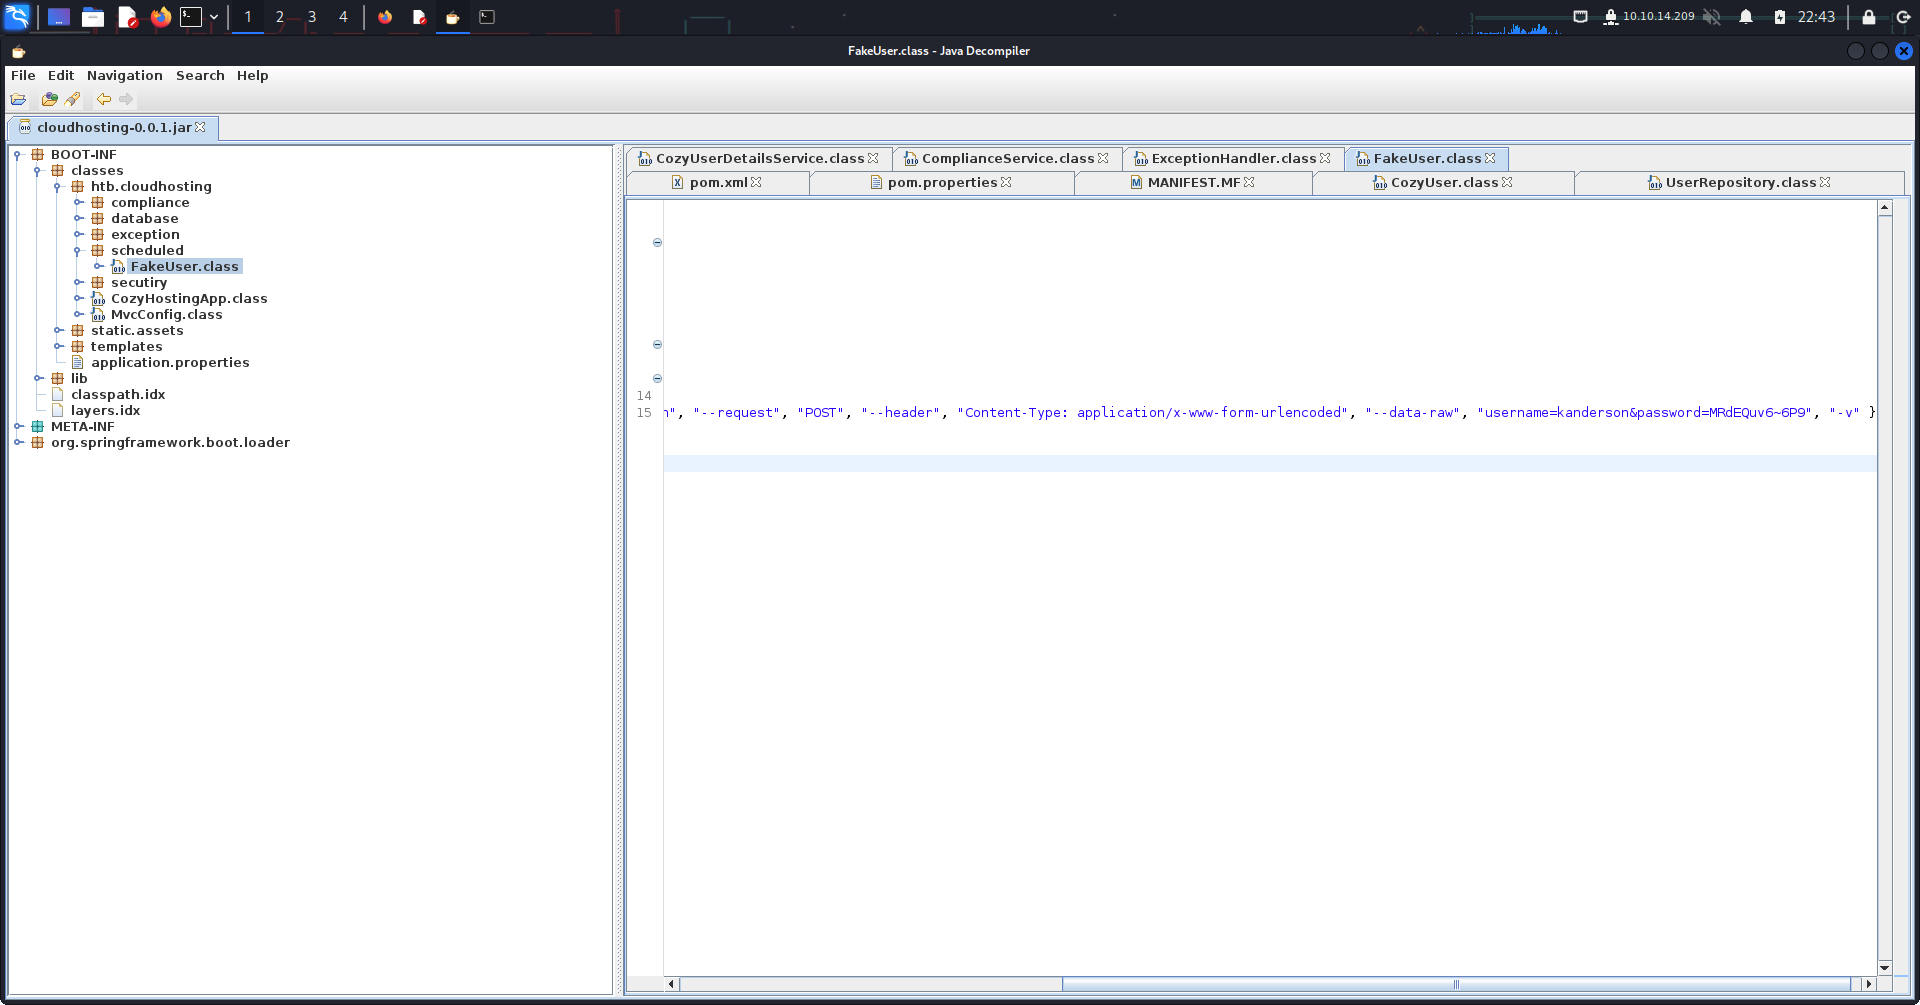 1 2 3 4 10.10.14.209 22:43
FakeUser.class - Java Decompiler
File Edit Navigation Search Help
cloudhosting-0.0.1.jar
BOOT-INF
classes
htb.cloudhosting
compliance
database
exception
scheduled
FakeUser.class
secutiry
CozyHostingApp.class
MvcConfig.class
static.assets
templates
application.properties
lib
classpath.idx
layers.idx
META-INF
org.springframework.boot.loader
CozyUserDetailsService.class ComplianceService.class ExceptionHandler.class FakeUser.class
pom.xml pom.properties MANIFEST.MF CozyUser.class UserRepository.class
14
15 n", "--request", "POST", "--header", "Content-Type: application/x-www-form-urlencoded", "--data-raw", "username=kanderson&password=MRdEQuv6~6P9", "-v" }